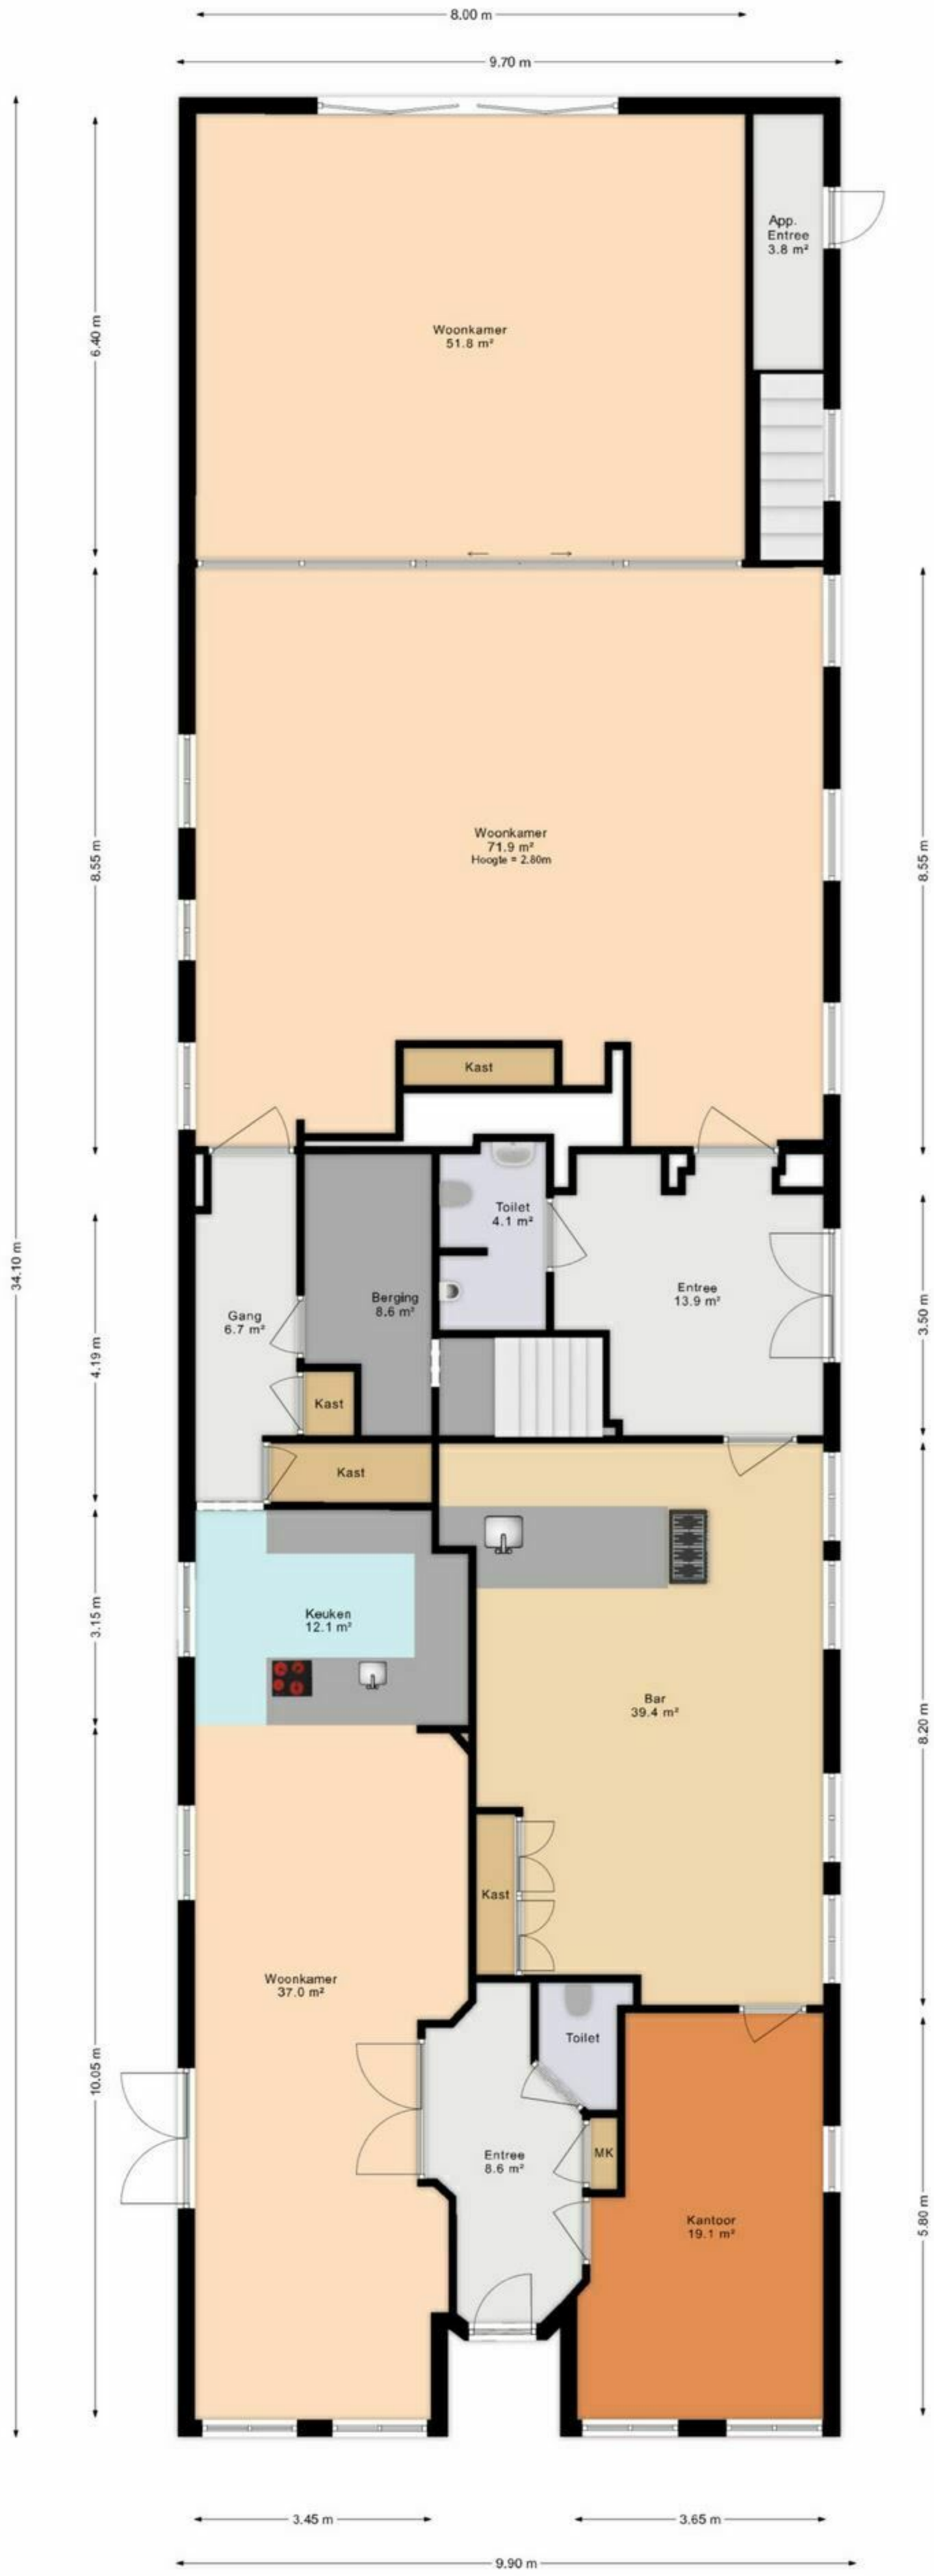 8.00 m
9.70 m
App.
Entree
3.8 m²
Woonkamer
51.8 m²
6.40 m
Woonkamer
71.9 m²
Hoogte = 2.80m
8.55 m
8.55 m
Kast
34.10 m
Toilet
4.1 m²
Entree
13.9 m²
Berging
8.6 m²
Gang
6.7 m²
3.50 m
4.19 m
Kast
Kast
Keuken
12.1 m²
3.15 m
Bar
39.4 m²
8.20 m
Kast
Woonkamer
37.0 m²
Toilet
10.05 m
Entree
8.6 m²
MK
Kantoor
19.1 m²
5.80 m
3.45 m
3.65 m
9.90 m